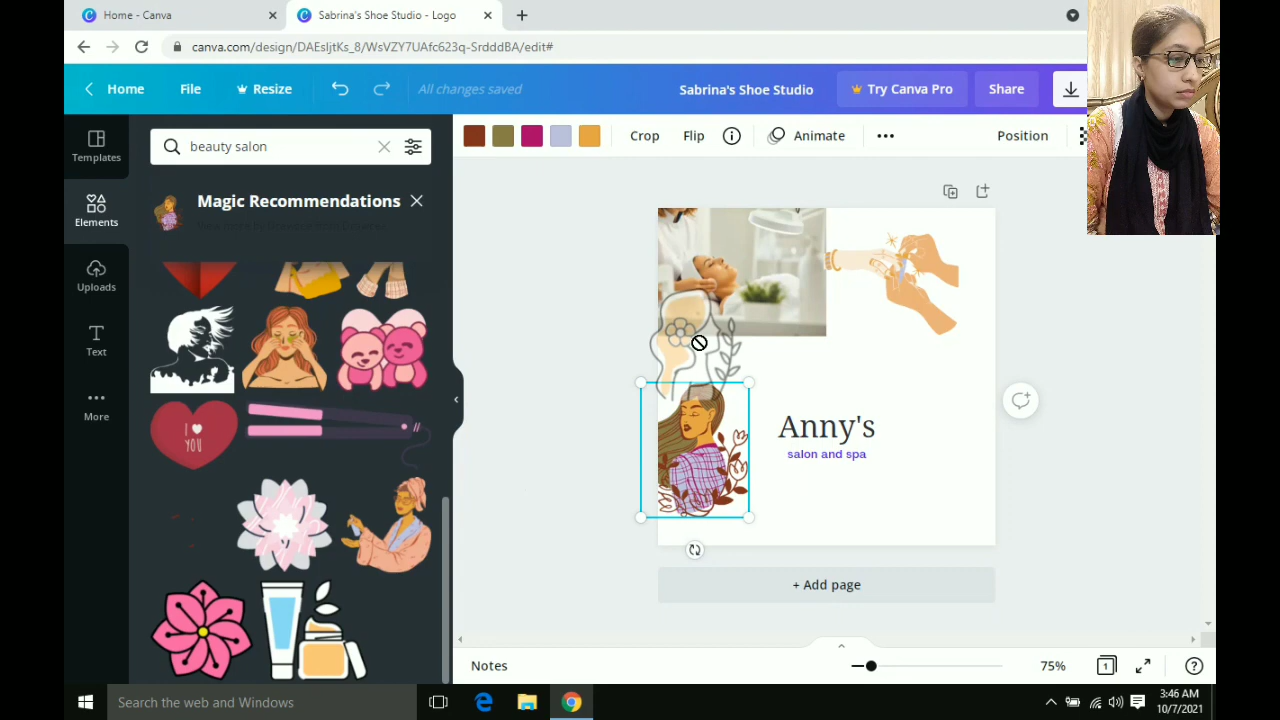 Home - Canva
Sabrina's Shoe Studio - Logo
canva.com/design/DAEsljtKs_8/WsVZY7UAfc623q-SrdddBA/edit#
Home
File
Resize
All changes saved
Sabrina's Shoe Studio
Try Canva Pro
Share
Templates
Elements
Uploads
Text
More
beauty salon
Magic Recommendations
I
YOU
Crop
Flip
Animate
Position
Anny's
salon and spa
+ Add page
Notes
75%
1
Search the web and Windows
3:46 AM
10/7/2021